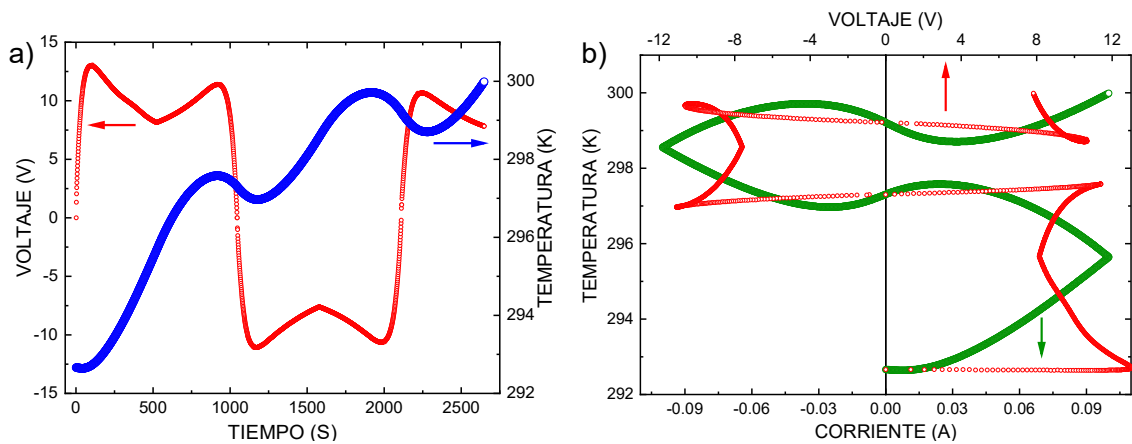 a)
15
10
5
0
-5
-10
-15
VOLTAJE (V)
0 500 1000 1500 2000 2500
TIEMPO (S)
300
298
296
294
292
TEMPERATURA (K)
b)
VOLTAJE (V)
-12 -8 -4 0 4 8 12
300
298
296
294
292
TEMPERATURA (K)
-0.09 -0.06 -0.03 0.00 0.03 0.06 0.09
CORRIENTE (A)